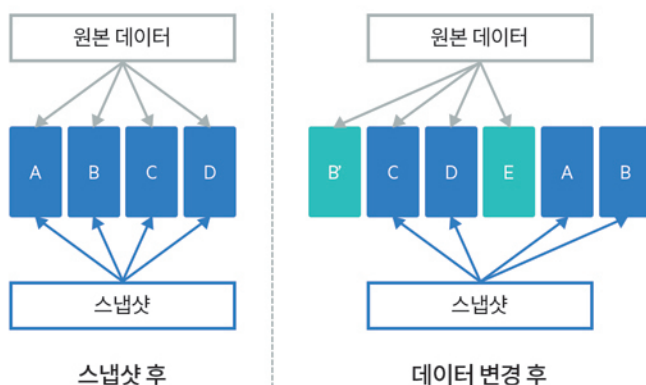 원본 데이터
A B C D
스냅샷
스냅샷 후
원본 데이터
B' C D E A B
스냅샷
데이터 변경 후